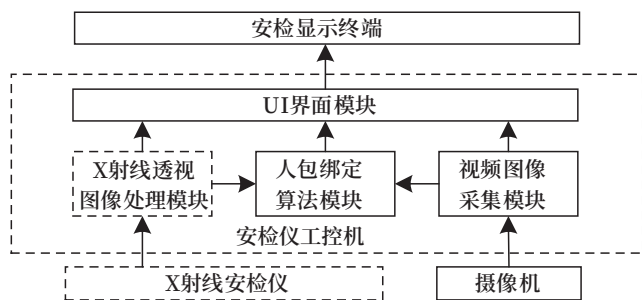 安检显示终端
UI界面模块
X射线透视
图像处理模块
人包绑定
算法模块
视频图像
采集模块
安检仪工控机
X射线安检仪
摄像机